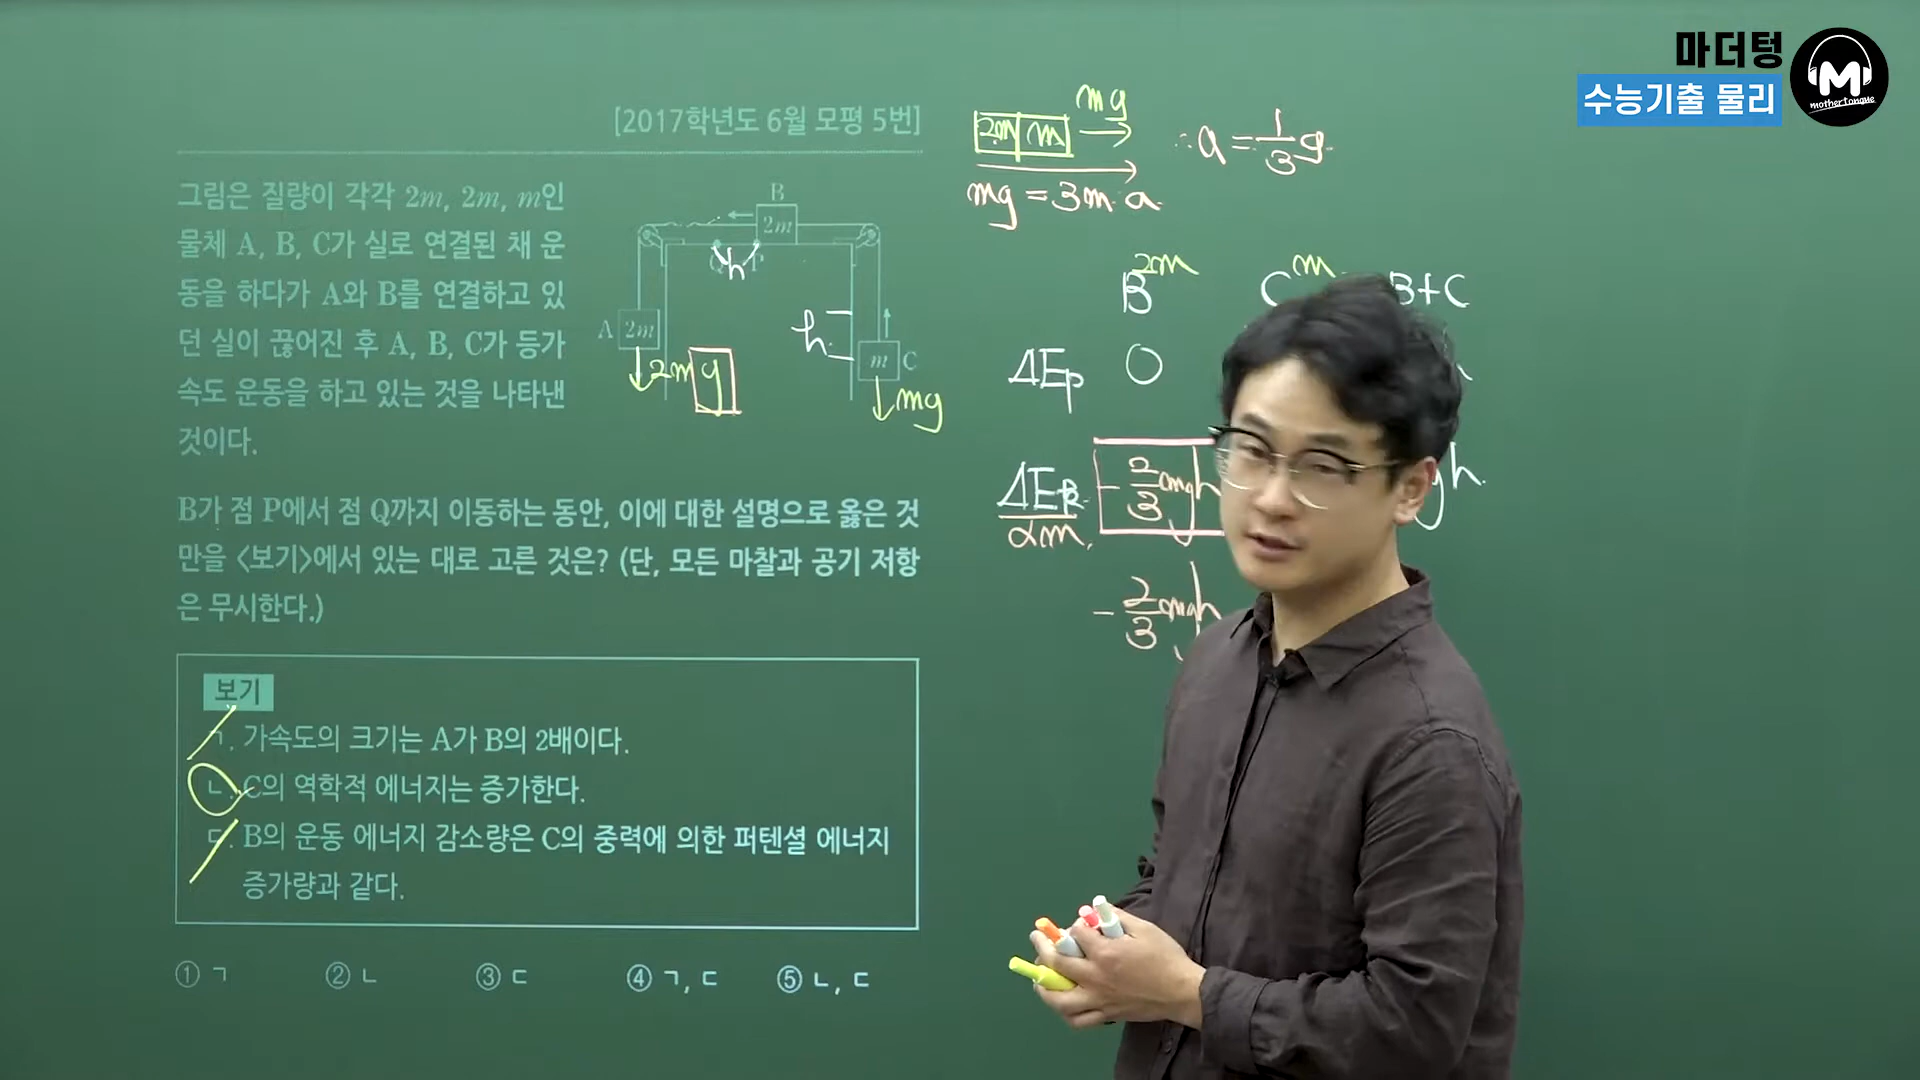 마더텅
수능기출 물리
M
mothertongue
[2017학년도 6월 모평 5번]
그림은 질량이 각각 2m, 2m, m인
물체 A, B, C가 실로 연결된 채 운
동을 하다가 A와 B를 연결하고 있
던 실이 끊어진 후 A, B, C가 등가
속도 운동을 하고 있는 것을 나타낸
것이다.
B
2m
h
A 2m
2mg
h
m C
mg
B가 점 P에서 점 Q까지 이동하는 동안, 이에 대한 설명으로 옳은 것
만을 <보기>에서 있는 대로 고른 것은? (단, 모든 마찰과 공기 저항
은 무시한다.)
보기
ㄱ. 가속도의 크기는 A가 B의 2배이다.
ㄴ. C의 역학적 에너지는 증가한다.
ㄷ. B의 운동 에너지 감소량은 C의 중력에 의한 퍼텐셜 에너지
증가량과 같다.
① ㄱ ② ㄴ ③ ㄷ ④ ㄱ, ㄷ ⑤ ㄴ, ㄷ
2m m mg
mg = 3m·a
∴ a = 1/3 g
2m m
B C B+C
ΔEp 0
-2/3 mgh gh
2m
-2/3 mgh